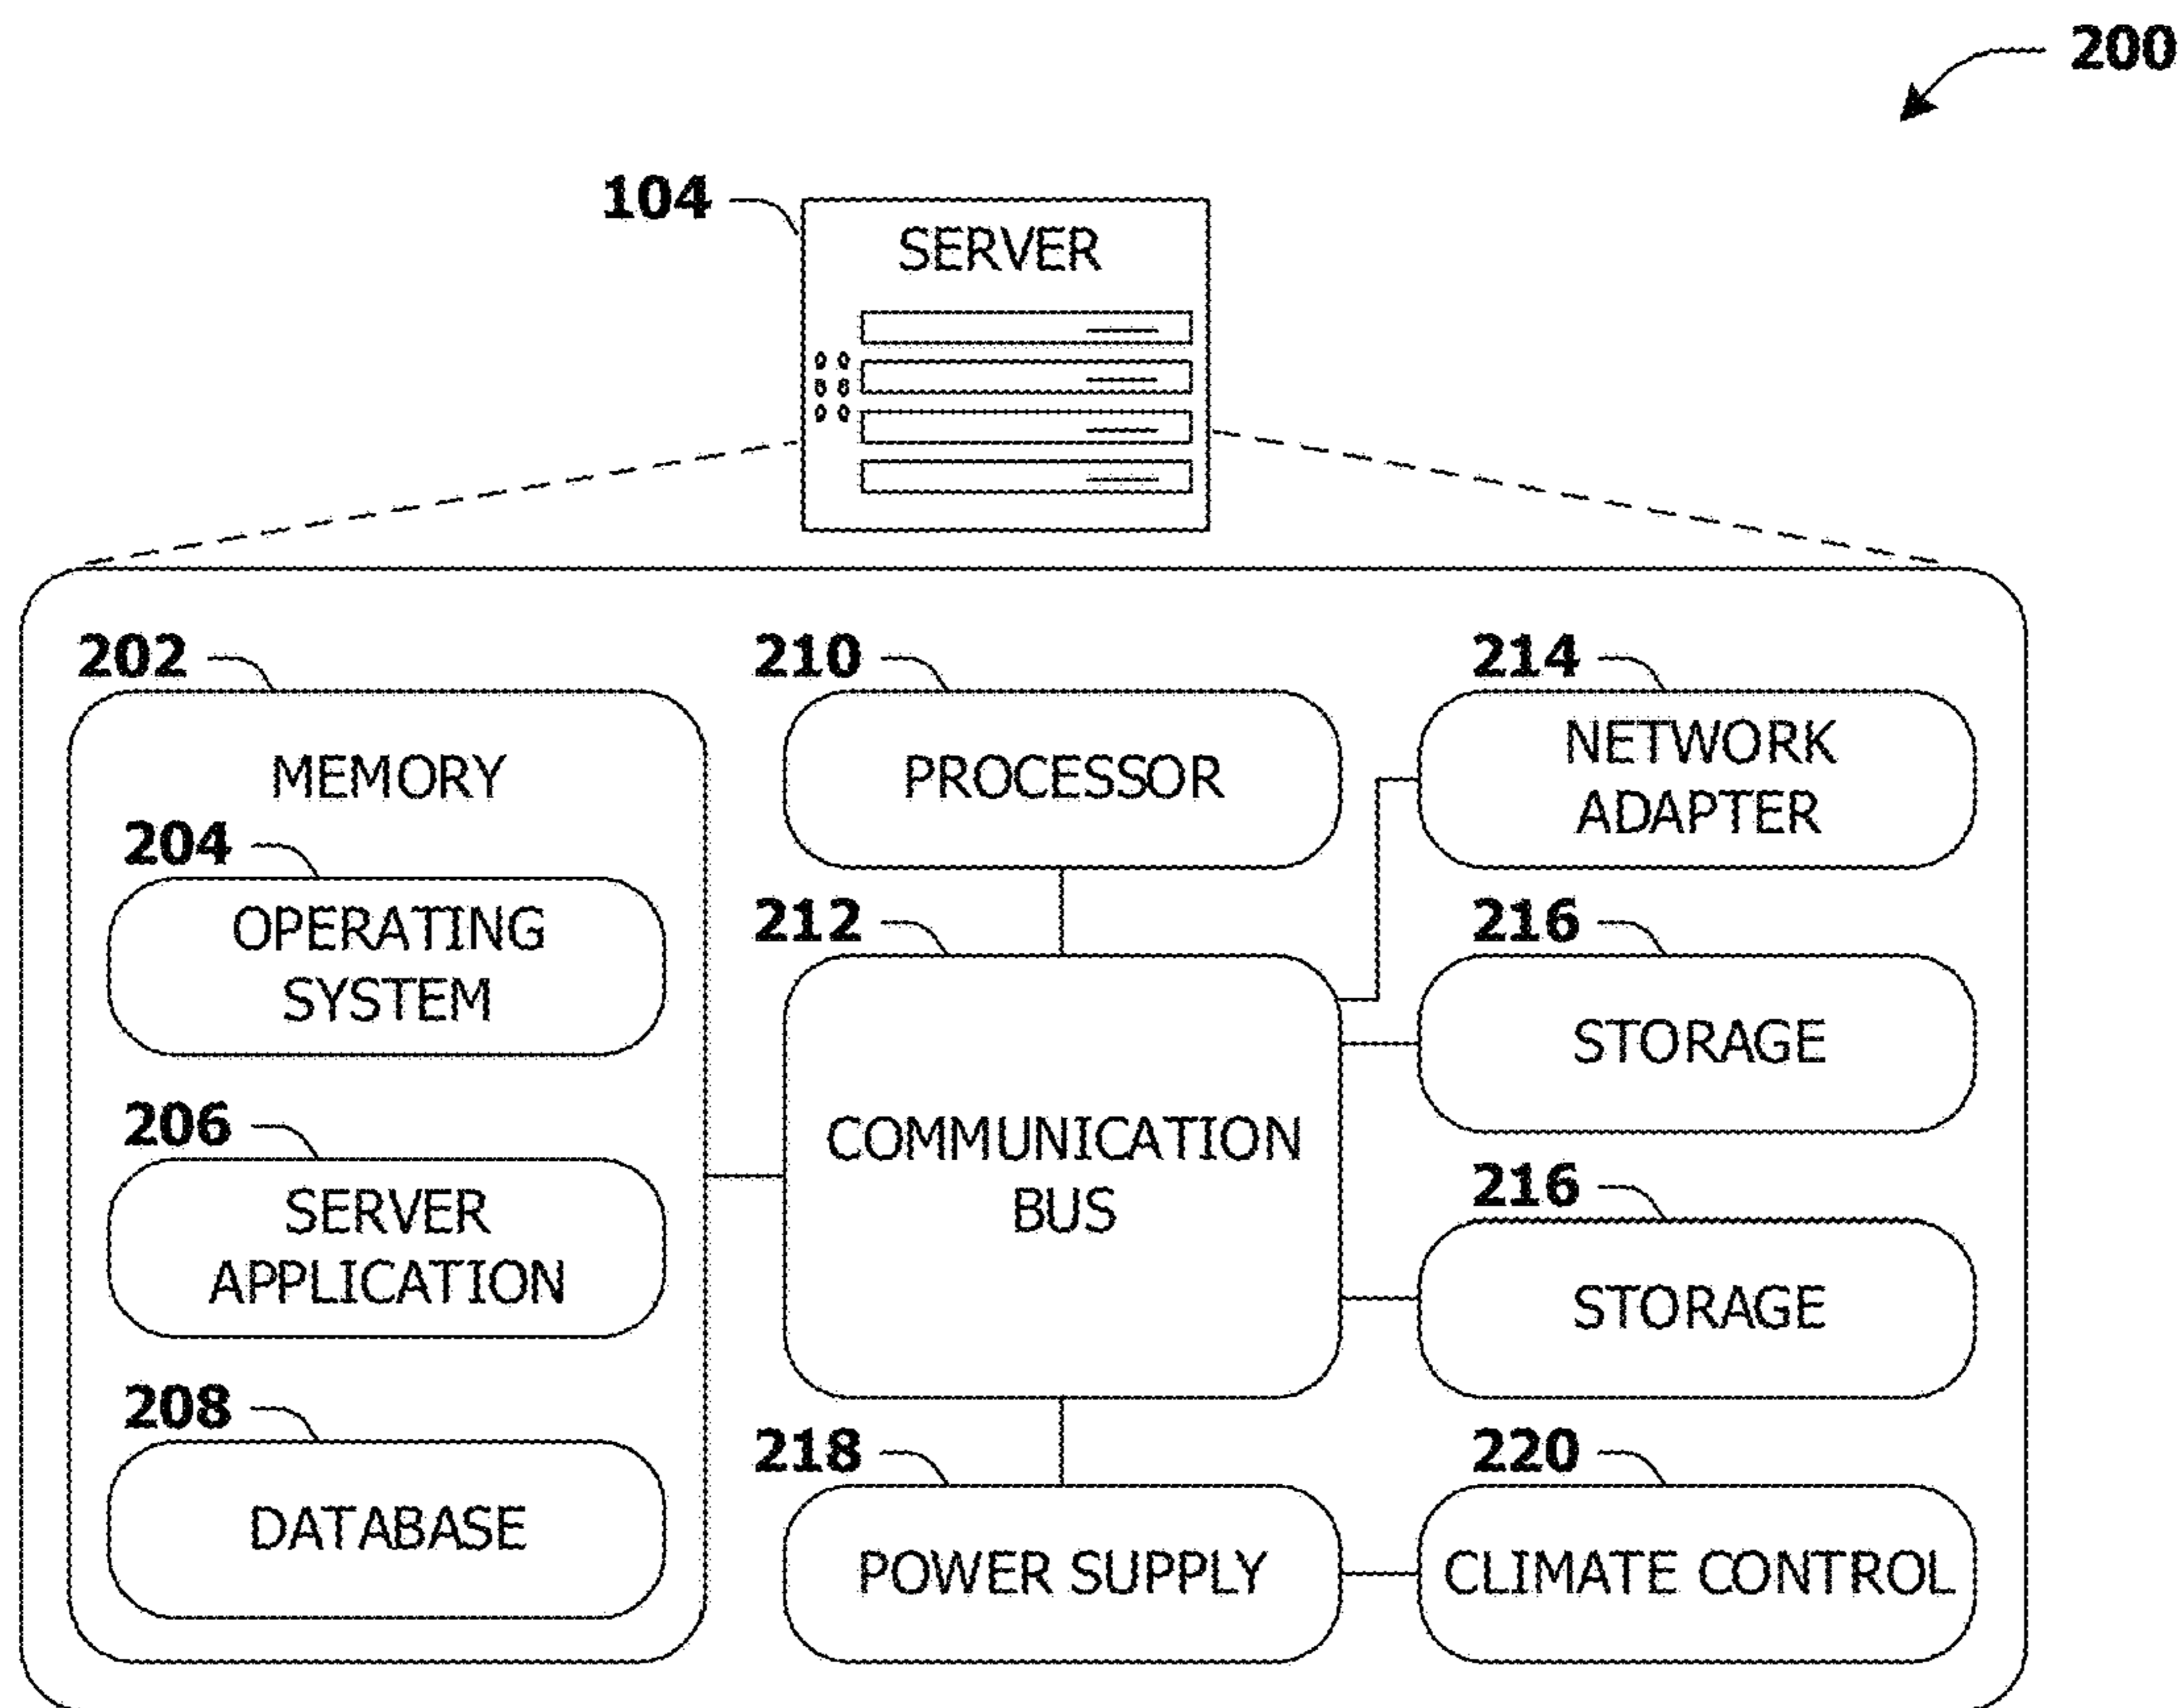 200
104
SERVER
202
MEMORY
204
OPERATING
SYSTEM
206
SERVER
APPLICATION
208
DATABASE
210
PROCESSOR
212
COMMUNICATION
BUS
218
POWER SUPPLY
214
NETWORK
ADAPTER
216
STORAGE
216
STORAGE
220
CLIMATE CONTROL